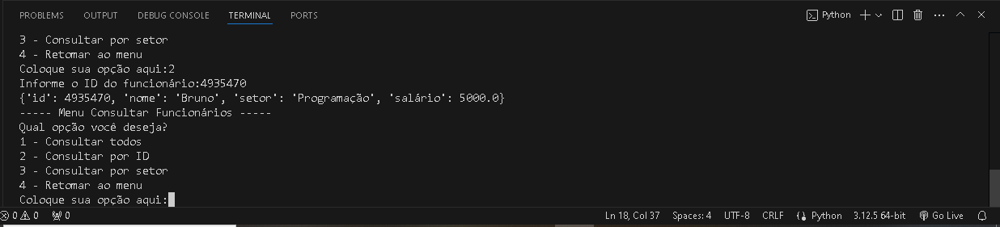 PROBLEMS OUTPUT DEBUG CONSOLE TERMINAL PORTS Python
3 - Consultar por setor
4 - Retomar ao menu
Coloque sua opção aqui:2
Informe o ID do funcionário:4935470
{'id': 4935470, 'nome': 'Bruno', 'setor': 'Programação', 'salário': 5000.0}
----- Menu Consultar Funcionários -----
Qual opção você deseja?
1 - Consultar todos
2 - Consultar por ID
3 - Consultar por setor
4 - Retomar ao menu
Coloque sua opção aqui:
0 0 0 Ln 18, Col 37 Spaces: 4 UTF-8 CRLF Python 3.12.5 64-bit Go Live